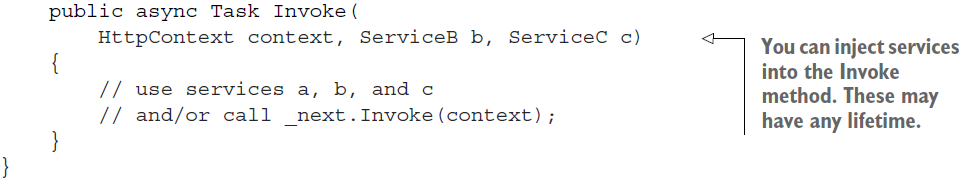 public async Task Invoke(
HttpContext context, ServiceB b, ServiceC c)
{
// use services a, b, and c
// and/or call _next.Invoke(context);
}
}
You can inject services
into the Invoke
method. These may
have any lifetime.